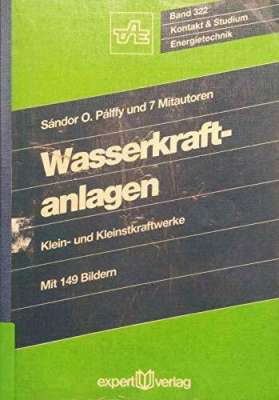 TAE
Band 322
Kontakt & Studium
Energietechnik
Sándor O. Pálffy und 7 Mitautoren
Wasserkraft-
anlagen
Klein- und Kleinstkraftwerke
Mit 149 Bildern
expert verlag